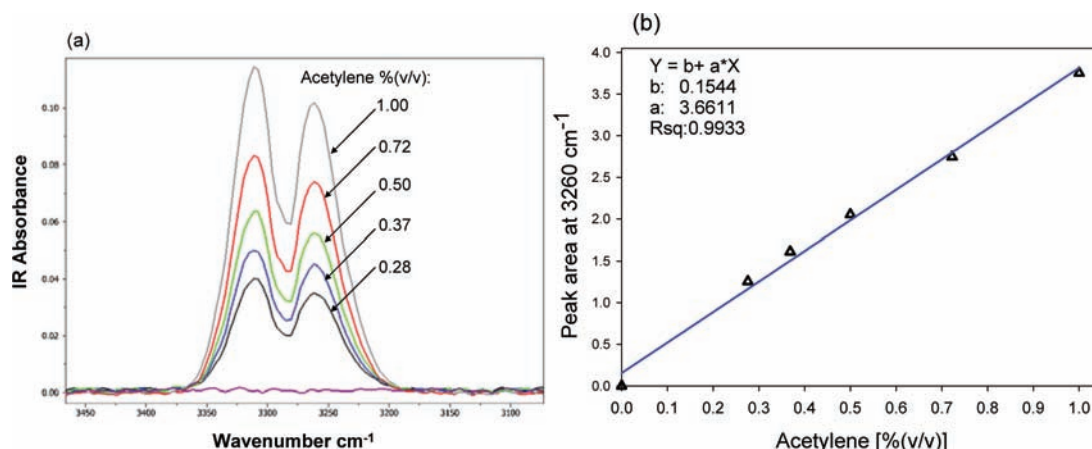 (a)
Acetylene %(v/v):
1.00
0.72
0.50
0.37
0.28
0.10
0.08
0.06
0.04
0.02
0.00
IR Absorbance
3450 3400 3350 3300 3250 3200 3150 3100
Wavenumber cm-1
(b)
Y = b+ a*X
b: 0.1544
a: 3.6611
Rsq:0.9933
4.0
3.5
3.0
2.5
2.0
1.5
1.0
0.5
0.0
Peak area at 3260 cm-1
0.0 0.1 0.2 0.3 0.4 0.5 0.6 0.7 0.8 0.9 1.0
Acetylene [%(v/v)]